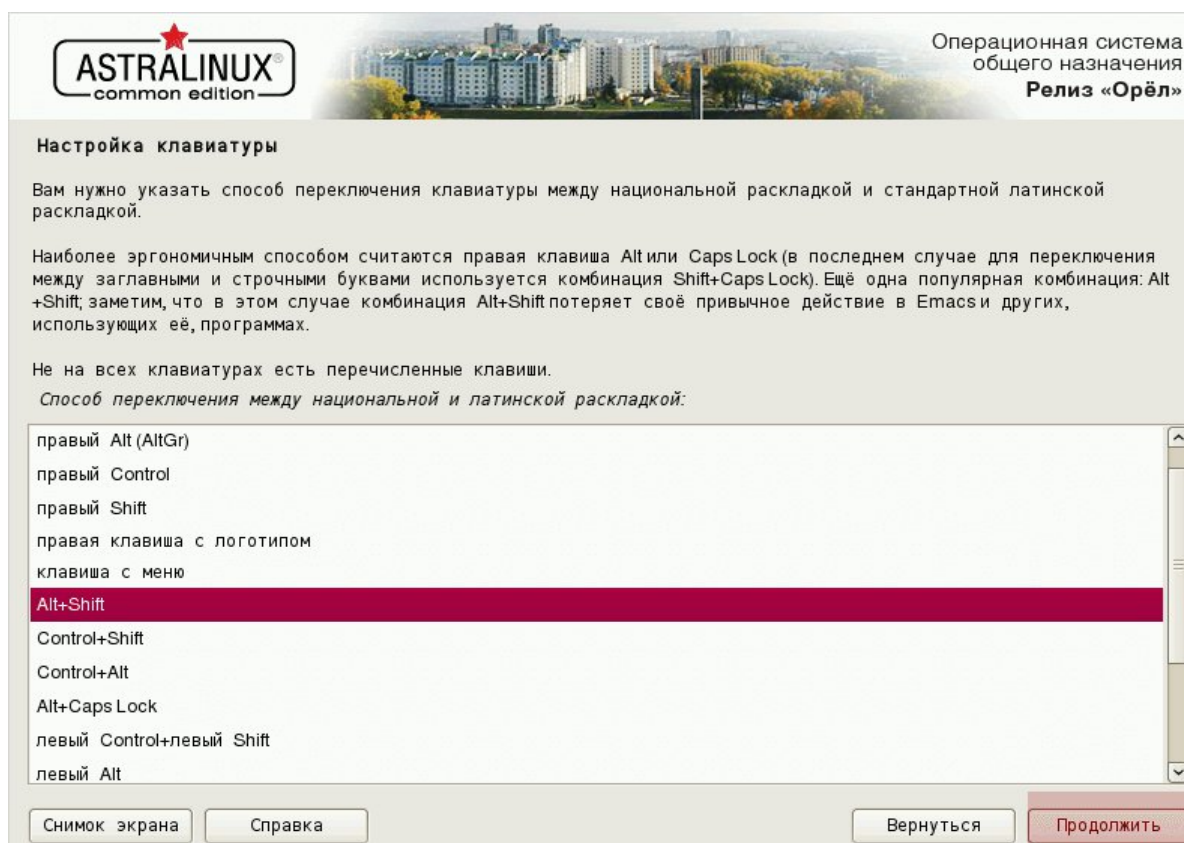 ASTRALINUX®
common edition
Операционная система
общего назначения
Релиз «Орёл»
Настройка клавиатуры
Вам нужно указать способ переключения клавиатуры между национальной раскладкой и стандартной латинской
раскладкой.
Наиболее эргономичным способом считаются правая клавиша Alt или Caps Lock (в последнем случае для переключения
между заглавными и строчными буквами используется комбинация Shift+Caps Lock). Ещё одна популярная комбинация: Alt
+Shift; заметим, что в этом случае комбинация Alt+Shift потеряет своё привычное действие в Emacs и других,
использующих её, программах.
Не на всех клавиатурах есть перечисленные клавиши.
Способ переключения между национальной и латинской раскладкой:
правый Alt (AltGr)
правый Control
правый Shift
правая клавиша с логотипом
клавиша с меню
Alt+Shift
Control+Shift
Control+Alt
Alt+Caps Lock
левый Control+левый Shift
левый Alt
Снимок экрана
Справка
Вернуться
Продолжить